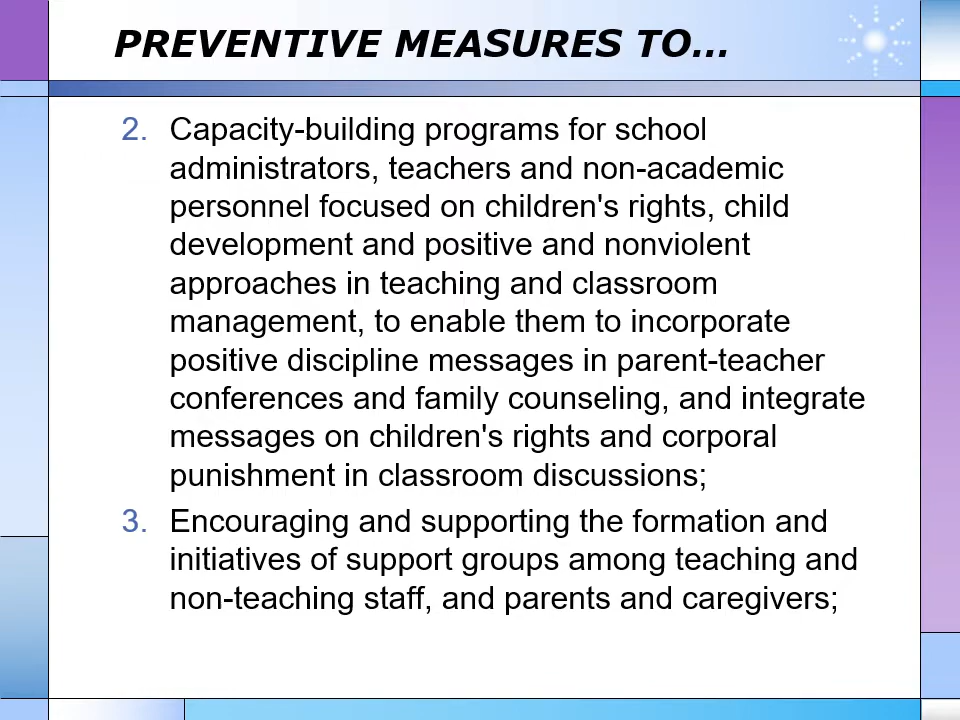 PREVENTIVE MEASURES TO…
2. Capacity-building programs for school
administrators, teachers and non-academic
personnel focused on children's rights, child
development and positive and nonviolent
approaches in teaching and classroom
management, to enable them to incorporate
positive discipline messages in parent-teacher
conferences and family counseling, and integrate
messages on children's rights and corporal
punishment in classroom discussions;
3. Encouraging and supporting the formation and
initiatives of support groups among teaching and
non-teaching staff, and parents and caregivers;